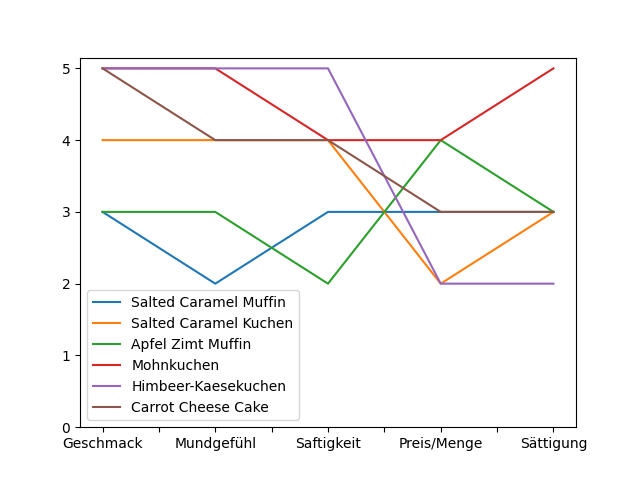 5
4
3
2
1
0
Salted Caramel Muffin
Salted Caramel Kuchen
Apfel Zimt Muffin
Mohnkuchen
Himbeer-Kaesekuchen
Carrot Cheese Cake
Geschmack Mundgefühl Saftigkeit Preis/Menge Sättigung